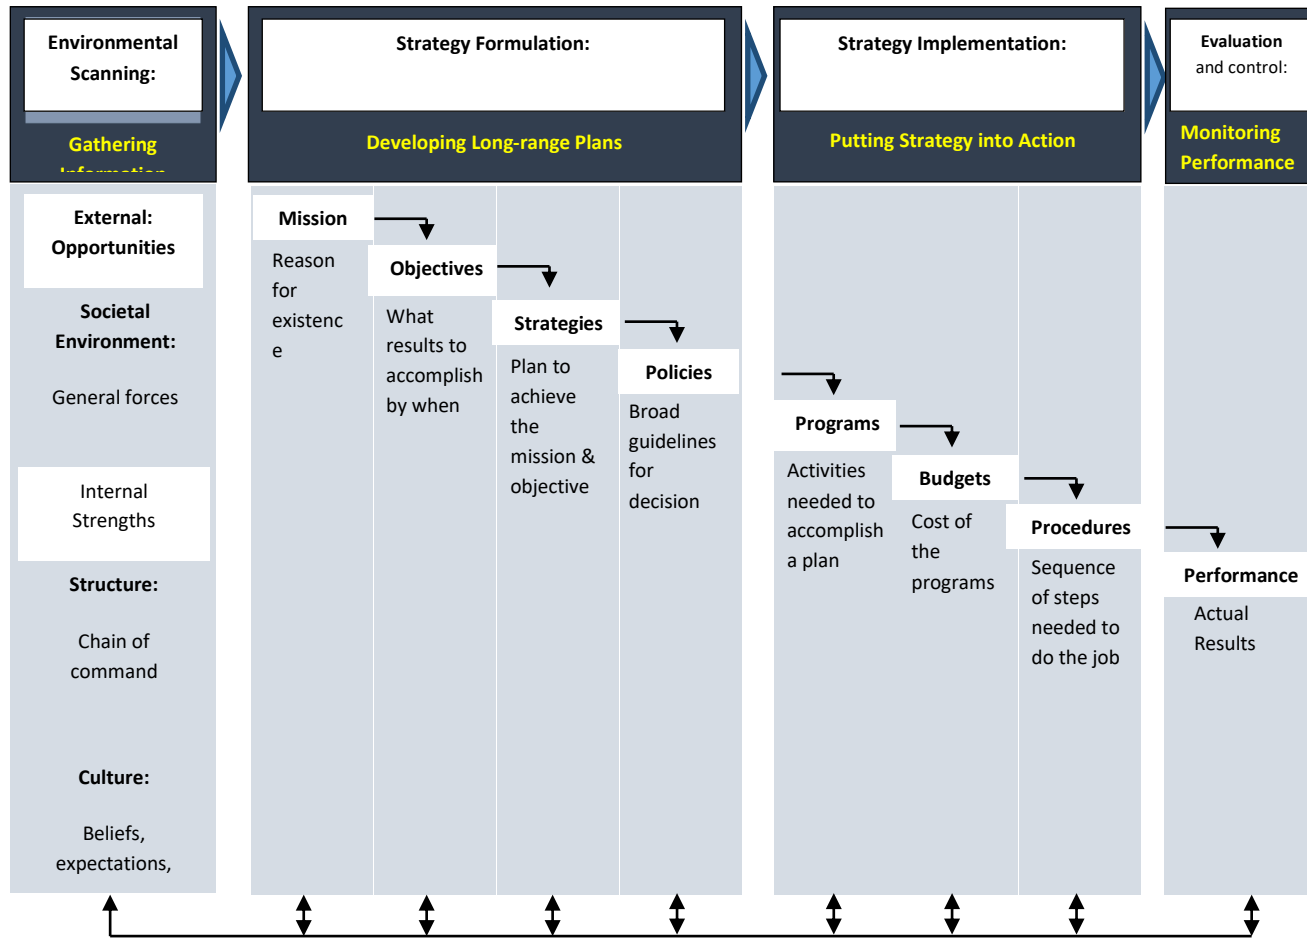 Environmental
Scanning:
Gathering
Information
Strategy Formulation:
Developing Long-range Plans
Strategy Implementation:
Putting Strategy into Action
Evaluation
and control:
Monitoring
Performance
External:
Opportunities
Societal
Environment:
General forces
Internal
Strengths
Structure:
Chain of
command
Culture:
Beliefs,
expectations,
Mission
Reason
for
existenc
e
Objectives
What
results to
accomplish
by when
Strategies
Plan to
achieve
the
mission &
objective
Policies
Broad
guidelines
for
decision
Programs
Activities
needed to
accomplish
a plan
Budgets
Cost of
the
programs
Procedures
Sequence
of steps
needed to
do the job
Performance
Actual
Results